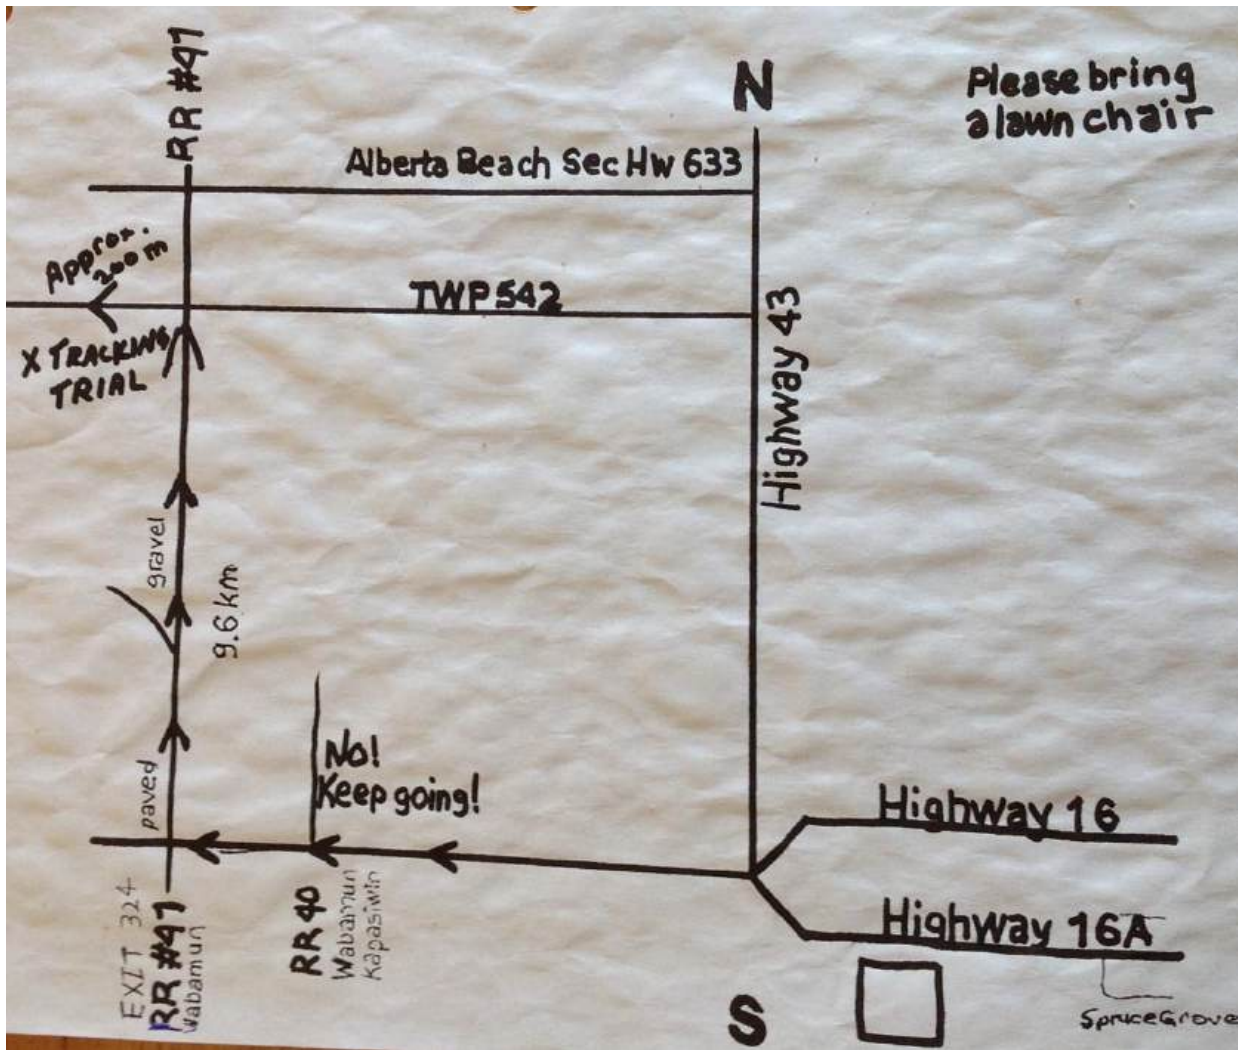 RR #41
N
Please bring
a lawn chair
Alberta Beach Sec Hw 633
Approx.
200 m
TWP 542
X TRACKING
TRIAL
Highway 43
gravel
9.6 km
paved
No!
Keep going!
Highway 16
Highway 16A
EXIT 324
RR #41
Wabamun
RR 40
Wabamun
Kapasiwin
S
Spruce Grove